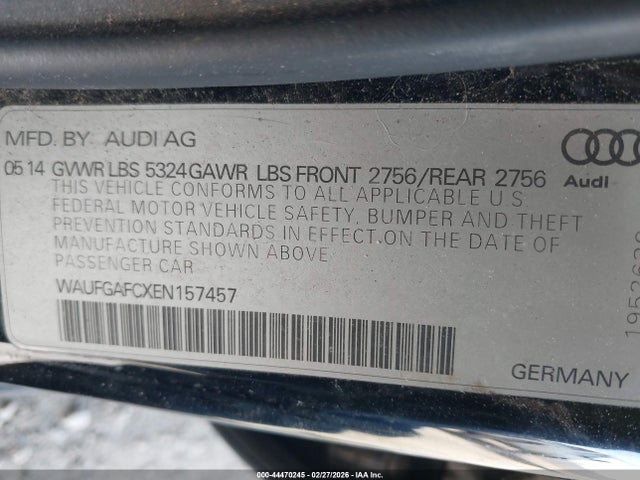 MFD. BY AUDI AG
05 14 GVWR LBS 5324 GAWR LBS FRONT 2756/REAR 2756
THIS VEHICLE CONFORMS TO ALL APPLICABLE U.S.
FEDERAL MOTOR VEHICLE SAFETY, BUMPER AND THEFT
PREVENTION STANDARDS IN EFFECT ON THE DATE OF
MANUFACTURE SHOWN ABOVE
PASSENGER CAR
WAUFGAFCXEN157457
Audi
GERMANY
000-44470245 - 02/27/2026 - IAA Inc.